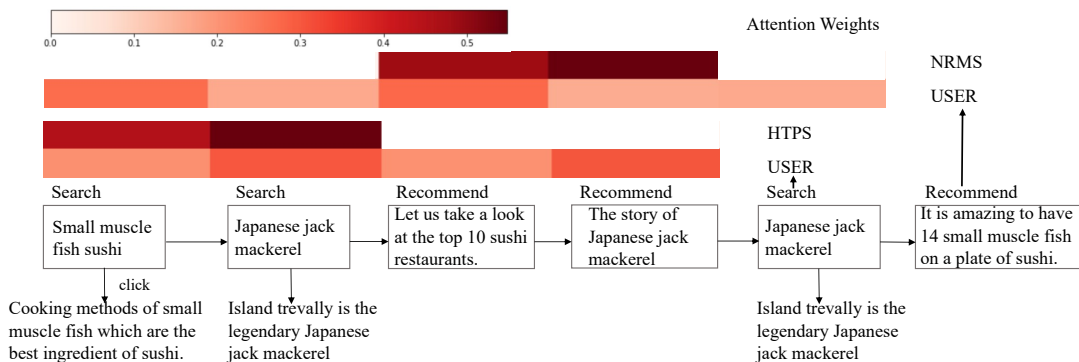 Attention Weights
0.0 0.1 0.2 0.3 0.4 0.5
NRMS
USER
HTPS
USER
Search Search Recommend Recommend Search Recommend
Small muscle
fish sushi
Japanese jack
mackerel
Let us take a look
at the top 10 sushi
restaurants.
The story of
Japanese jack
mackerel
Japanese jack
mackerel
It is amazing to have
14 small muscle fish
on a plate of sushi.
click
Cooking methods of small
muscle fish which are the
best ingredient of sushi.
Island trevally is the
legendary Japanese
jack mackerel
Island trevally is the
legendary Japanese
jack mackerel